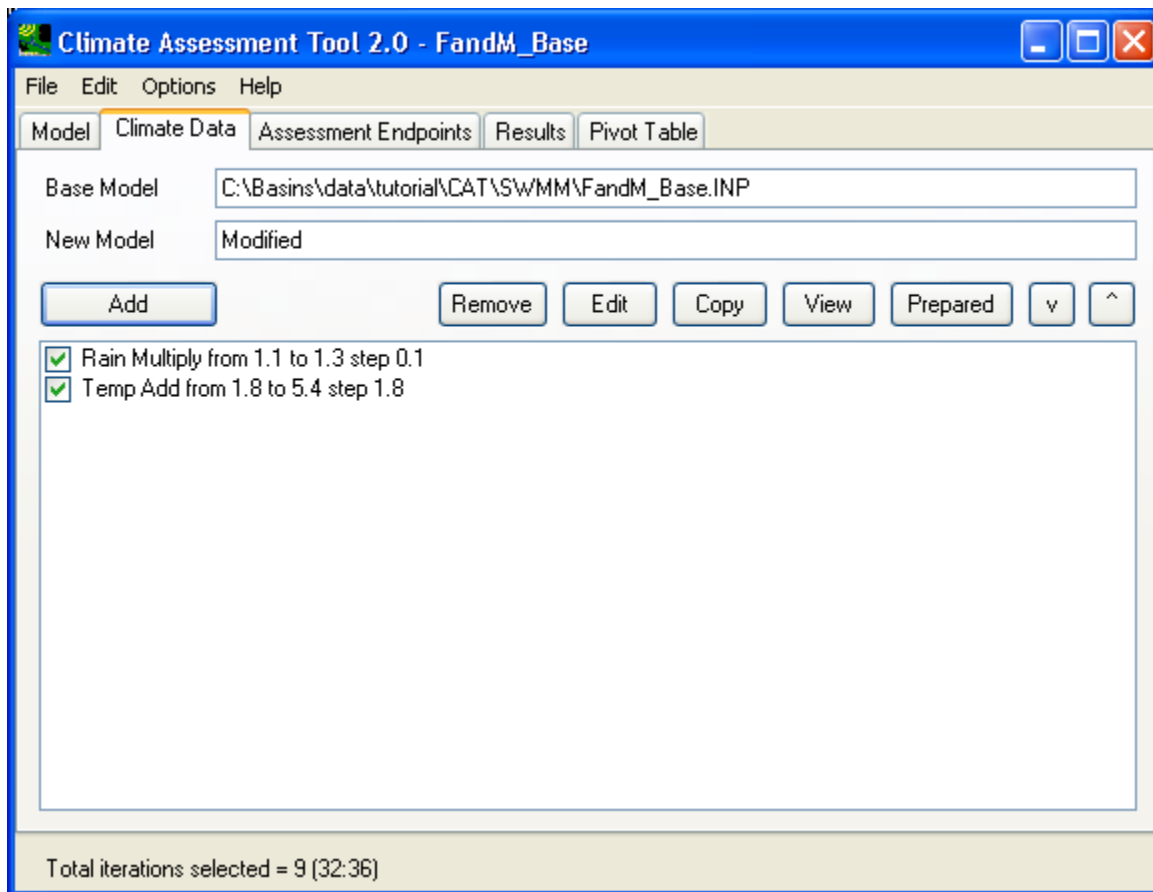 Climate Assessment Tool 2.0 - FandM_Base
File Edit Options Help
Model Climate Data Assessment Endpoints Results Pivot Table
Base Model C:\Basins\data\tutorial\CAT\SWMM\FandM_Base.INP
New Model Modified
Add Remove Edit Copy View Prepared v ^
Rain Multiply from 1.1 to 1.3 step 0.1
Temp Add from 1.8 to 5.4 step 1.8
Total iterations selected = 9 (32:36)